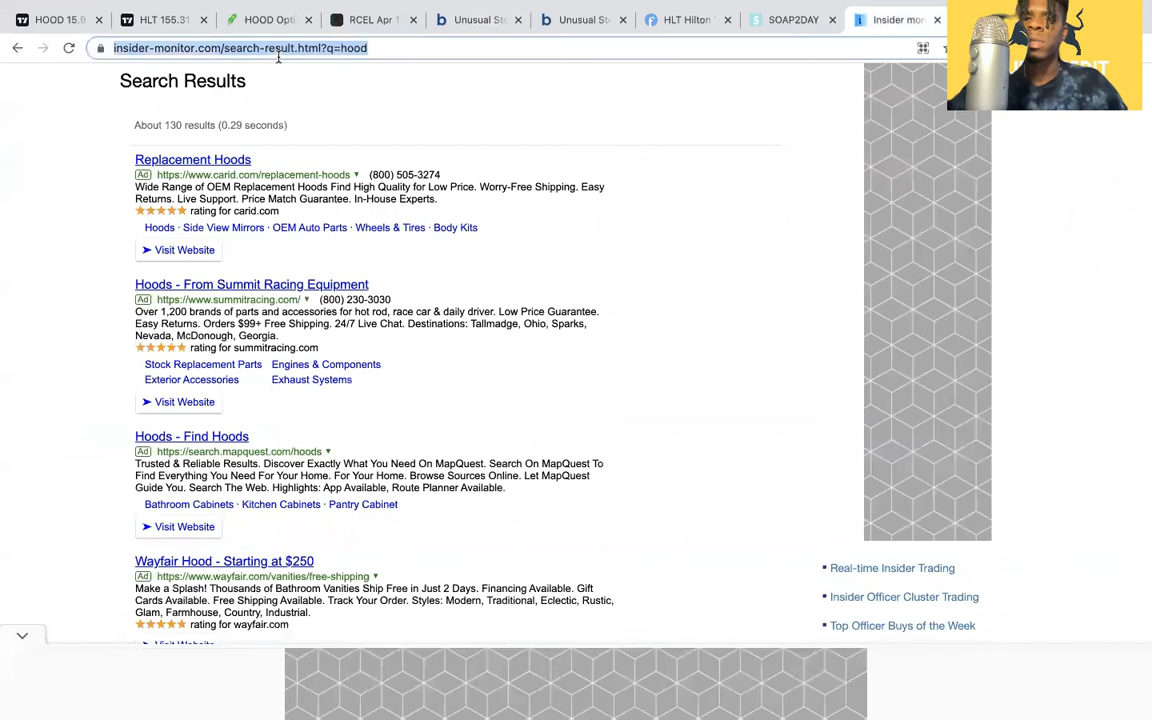 HOOD 15.9
HLT 155.31
HOOD Opti
RCEL Apr 1
Unusual St
Unusual St
HLT Hilton
SOAP2DAY
Insider mon
insider-monitor.com/search-result.html?q=hood
Search Results
About 130 results (0.29 seconds)
Replacement Hoods
Ad https://www.carid.com/replacement-hoods (800) 505-3274
Wide Range of OEM Replacement Hoods Find High Quality for Low Price. Worry-Free Shipping. Easy
Returns. Live Support. Price Match Guarantee. In-House Experts.
rating for carid.com
Hoods · Side View Mirrors · OEM Auto Parts · Wheels & Tires · Body Kits
Visit Website
Hoods - From Summit Racing Equipment
Ad https://www.summitracing.com/ (800) 230-3030
Over 1,200 brands of parts and accessories for hot rod, race car & daily driver. Low Price Guarantee.
Easy Returns. Orders $99+ Free Shipping. 24/7 Live Chat. Destinations: Tallmadge, Ohio, Sparks,
Nevada, McDonough, Georgia.
rating for summitracing.com
Stock Replacement Parts Engines & Components
Exterior Accessories Exhaust Systems
Visit Website
Hoods - Find Hoods
Ad https://search.mapquest.com/hoods
Trusted & Reliable Results. Discover Exactly What You Need On MapQuest. Search On MapQuest To
Find Everything You Need For Your Home. For Your Home. Browse Sources Online. Let MapQuest
Guide You. Search The Web. Highlights: App Available, Route Planner Available.
Bathroom Cabinets · Kitchen Cabinets · Pantry Cabinet
Visit Website
Wayfair Hood - Starting at $250
Ad https://www.wayfair.com/vanities/free-shipping
Make a Splash! Thousands of Bathroom Vanities Ship Free in Just 2 Days. Financing Available. Gift
Cards Available. Free Shipping Available. Track Your Order. Styles: Modern, Traditional, Eclectic, Rustic,
Glam, Farmhouse, Country, Industrial.
rating for wayfair.com
Visit Website
Real-time Insider Trading
Insider Officer Cluster Trading
Top Officer Buys of the Week